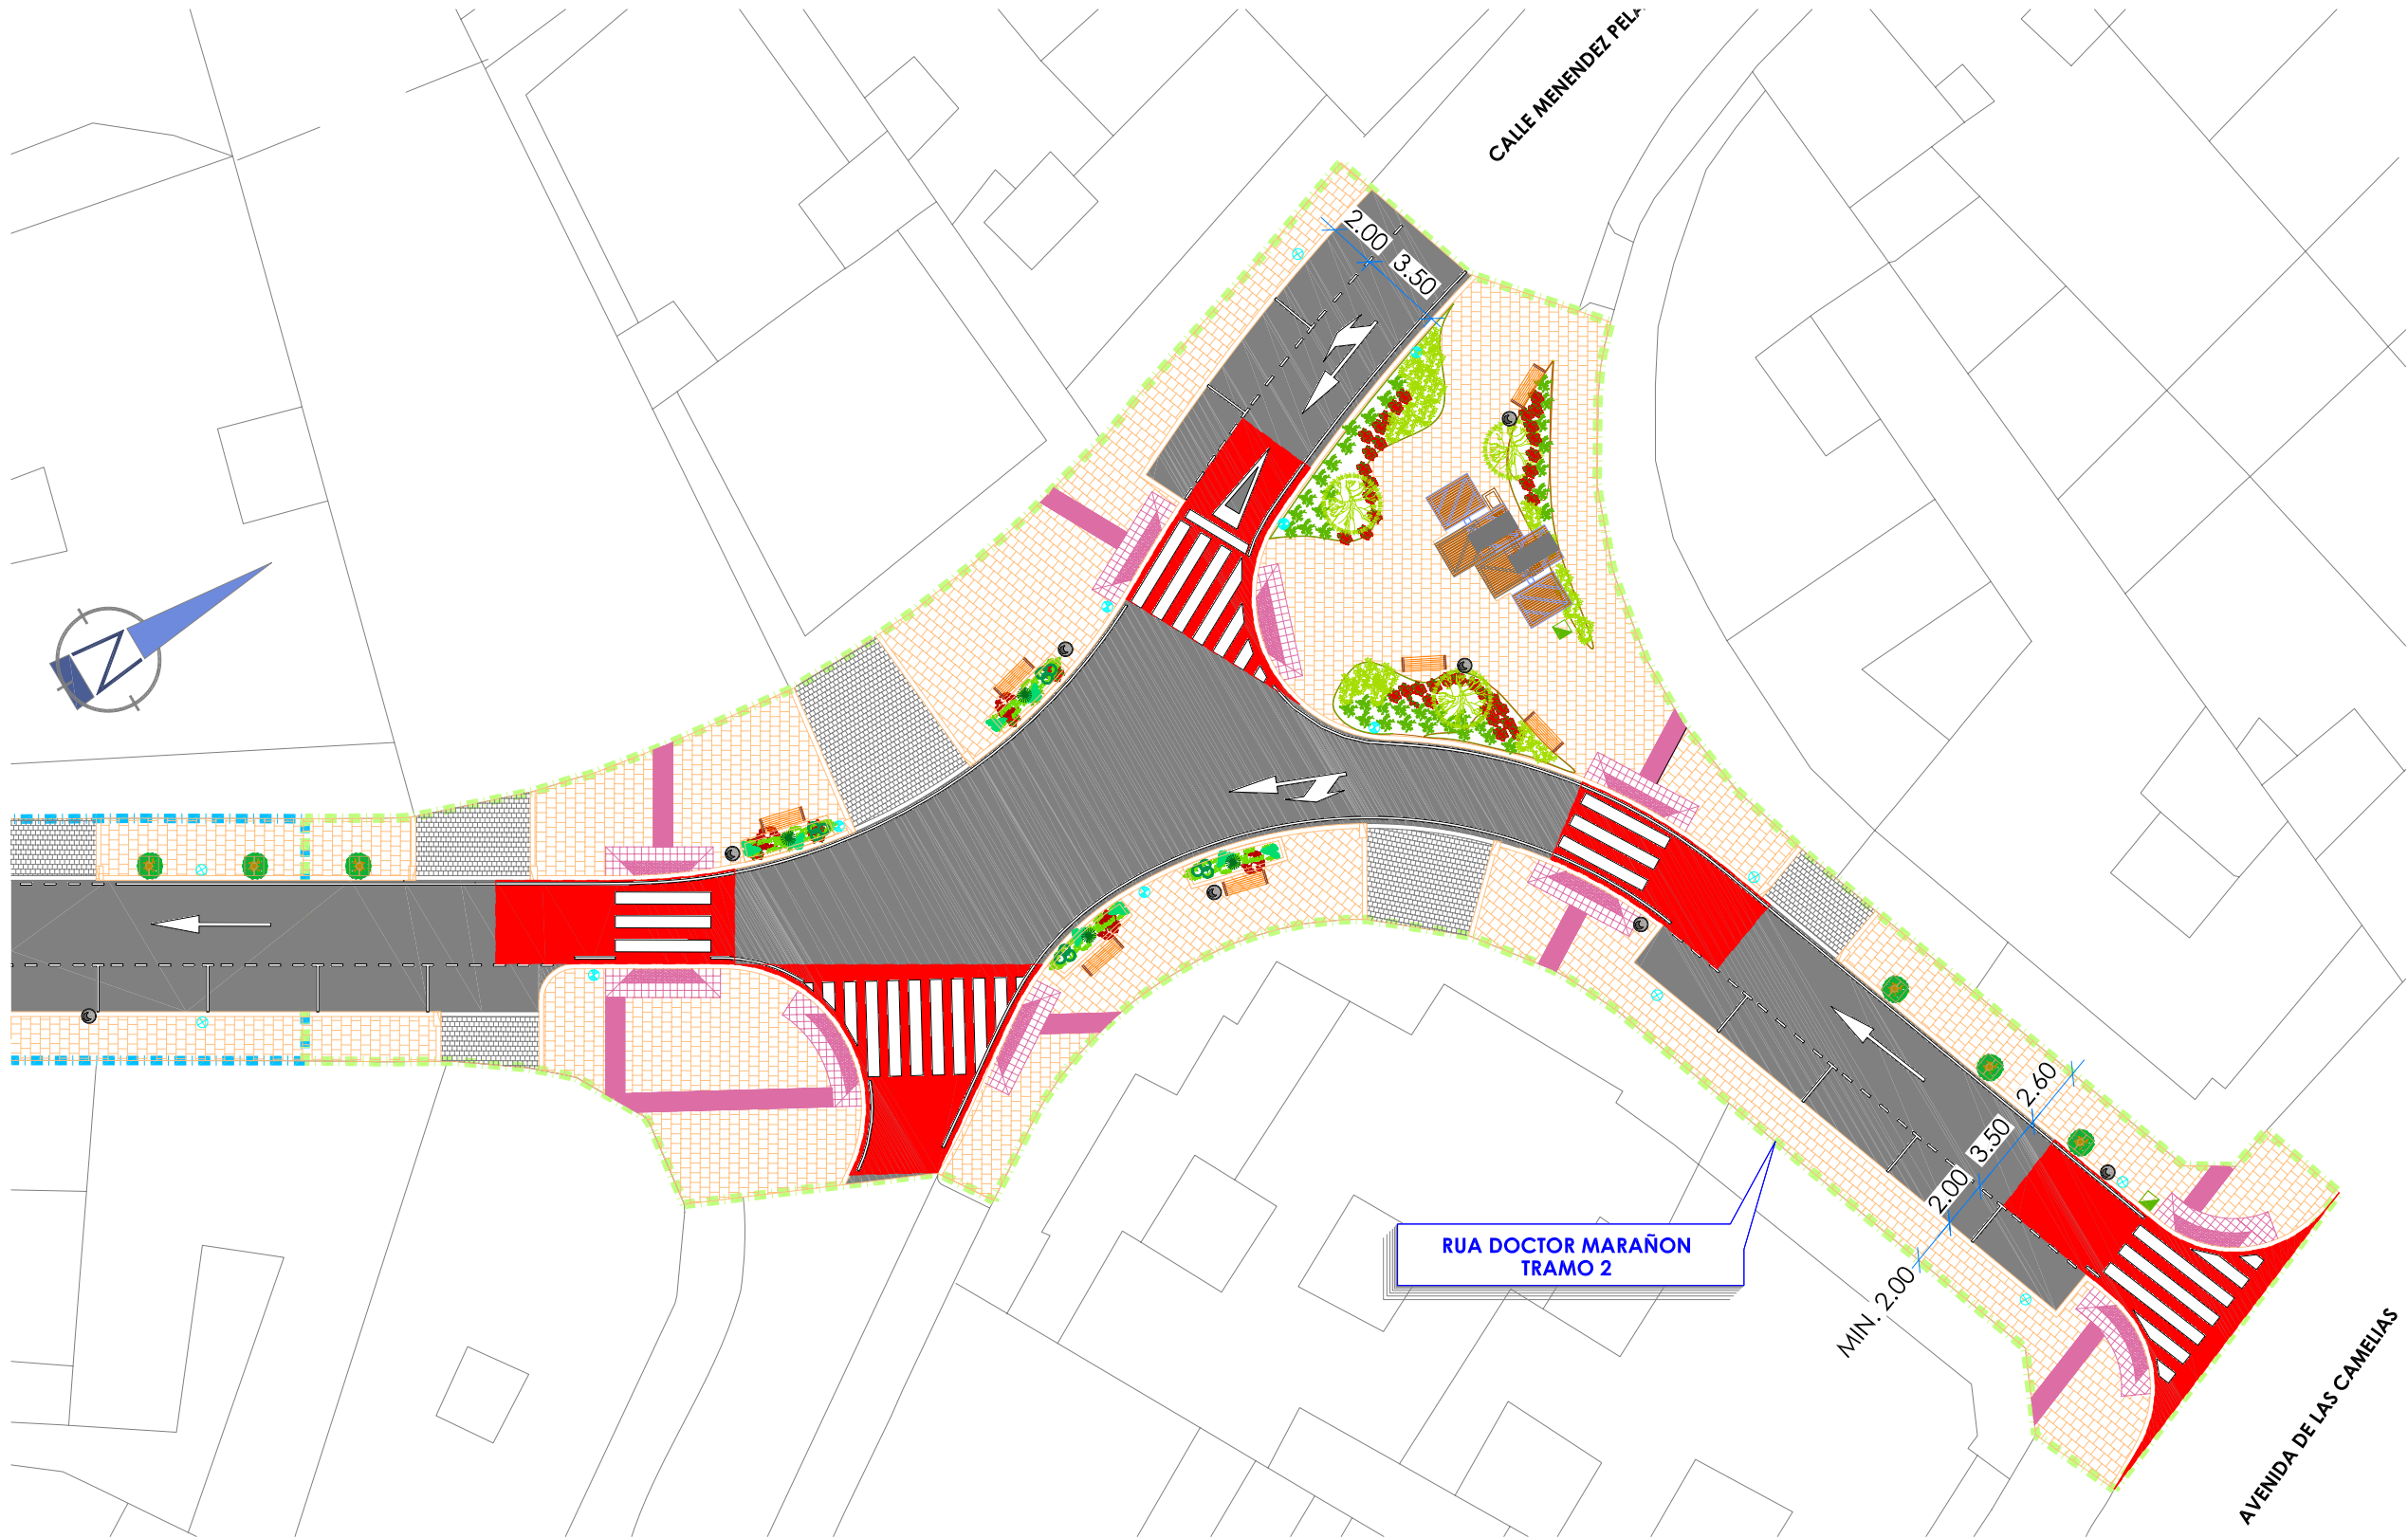 CALLE MENENDEZ PELA
2.00
3.50
N
2.60
3.50
2.00
MIN. 2.00
RUA DOCTOR MARAÑON
TRAMO 2
AVENIDA DE LAS CAMELIAS